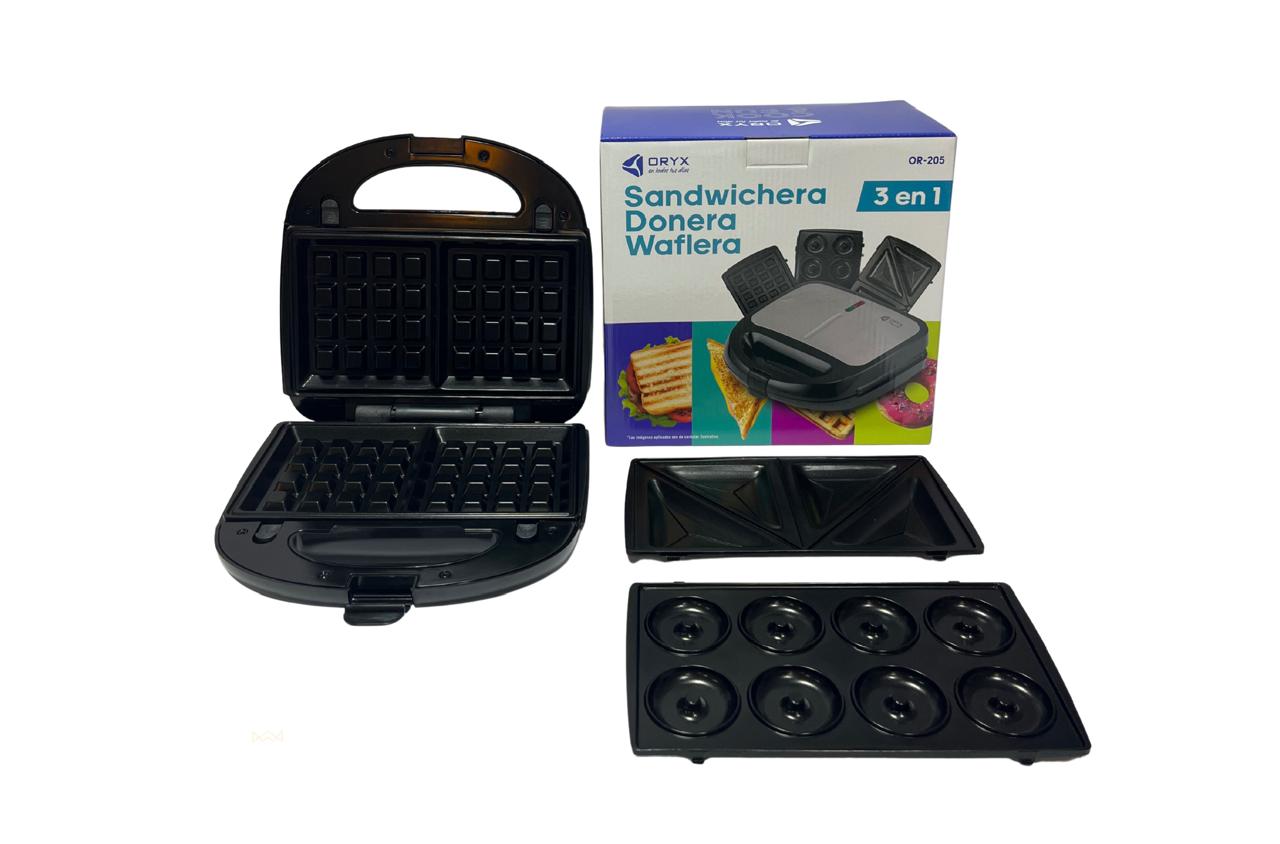 ORYX
ORYX
en todos tus días
OR-205
Sandwichera
Donera
Waflera
3 en 1
*Las imágenes aplicadas son de carácter ilustrativo.